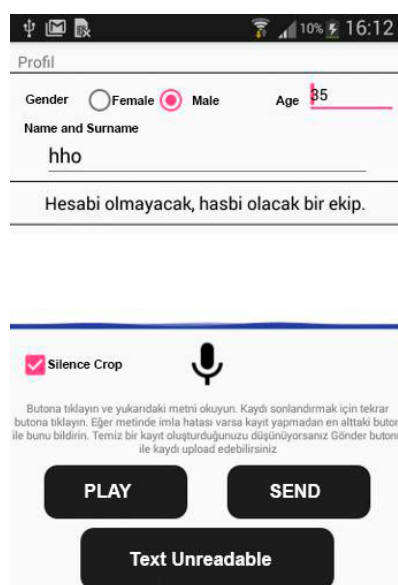 10% 16:12
Profil
Gender Female Male Age 35
Name and Surname
hho
Hesabi olmayacak, hasbi olacak bir ekip.
Silence Crop
Butona tıklayın ve yukarıdaki metni okuyun. Kaydı sonlandırmak için tekrar
butona tıklayın. Eğer metinde imla hatası varsa kayıt yapmadan en alttaki buton
ile bunu bildirin. Temiz bir kayıt oluşturduğunuzu düşünüyorsanız Gönder butonu
ile kaydı upload edebilirsiniz
PLAY SEND
Text Unreadable